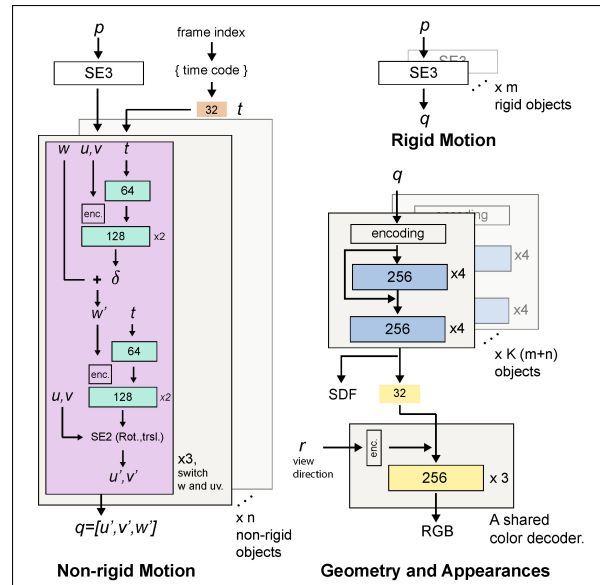 p
SE3
frame index
{ time code }
32
t
w
u,v
t
64
enc.
128
x2
+ δ
w'
t
64
enc.
128
x2
u,v
SE2 (Rot.,trsl.)
u',v'
x3,
switch
w and uv.
q=[u',v',w']
x n
non-rigid
objects
Non-rigid Motion
p
SE3
SE3
x m
rigid objects
q
Rigid Motion
q
encoding
encoding
256
x4
x4
256
x4
x4
x K (m+n)
objects
SDF
32
r
view
direction
enc.
256
x 3
RGB
A shared
color decoder.
Geometry and Appearances